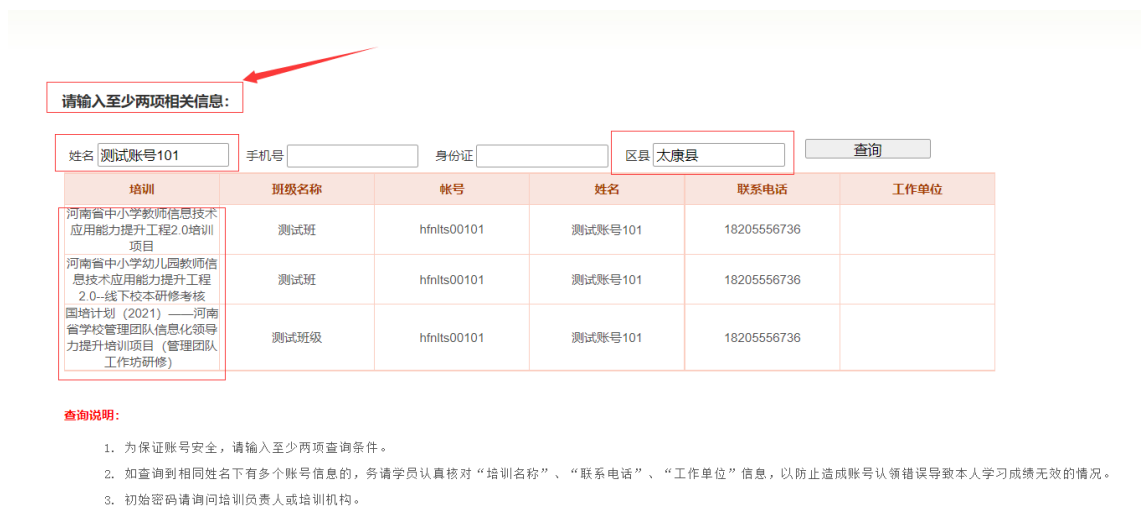 请输入至少两项相关信息：
姓名 测试账号101 手机号 身份证 区县 太康县 查询
培训 班级名称 帐号 姓名 联系电话 工作单位
河南省中小学教师信息技术
应用能力提升工程2.0培训
项目
测试班 hfnlts00101 测试账号101 18205556736
河南省中小学幼儿园教师信
息技术应用能力提升工程
2.0--线下校本研修考核
测试班 hfnlts00101 测试账号101 18205556736
国培计划（2021）——河南
省学校管理团队信息化领导
力提升培训项目（管理团队
工作坊研修）
测试班级 hfnlts00101 测试账号101 18205556736
查询说明：
1. 为保证账号安全，请输入至少两项查询条件。
2. 如查询到相同姓名下有多个账号信息的，务请学员认真核对“培训名称”、“联系电话”、“工作单位”信息，以防止造成账号认领错误导致本人学习成绩无效的情况。
3. 初始密码请询问培训负责人或培训机构。